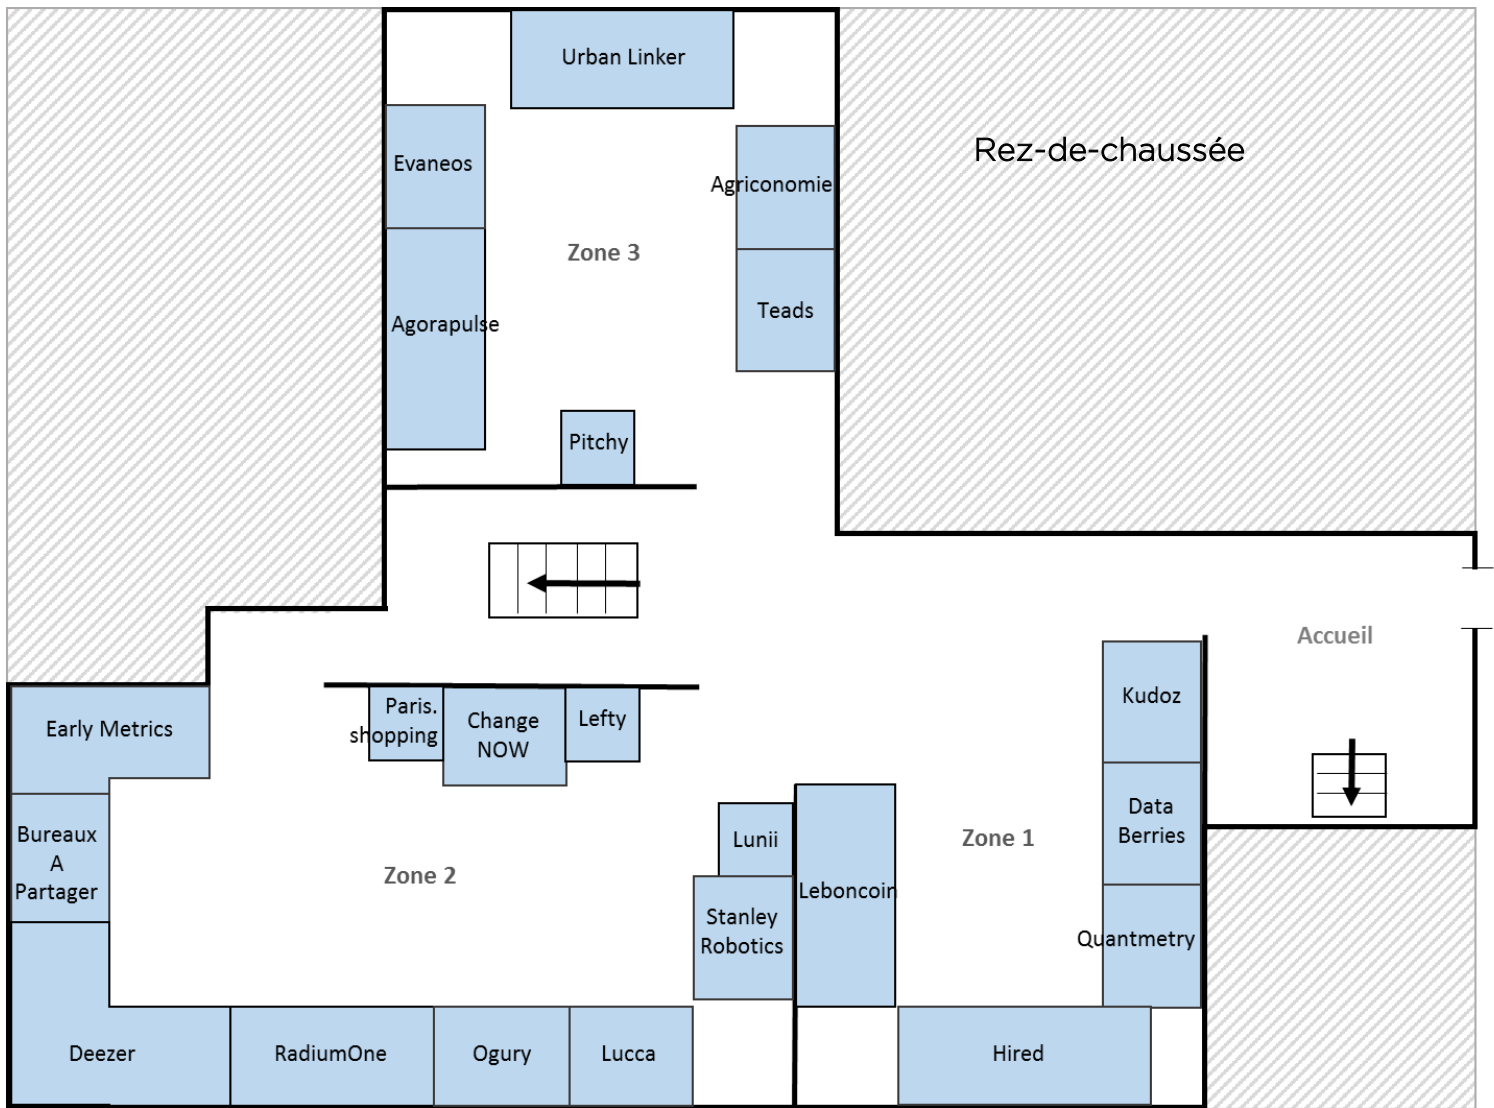 Urban Linker
Rez-de-chaussée
Evaneos
Agriconomie
Zone 3
Teads
Agorapulse
Pitchy
Accueil
Kudoz
Early Metrics
Paris.
shopping
Change
NOW
Lefty
Data
Berries
Bureaux
A
Partager
Lunii
Zone 1
Zone 2
Leboncoin
Stanley
Robotics
Quantmetry
Deezer
RadiumOne
Ogury
Lucca
Hired